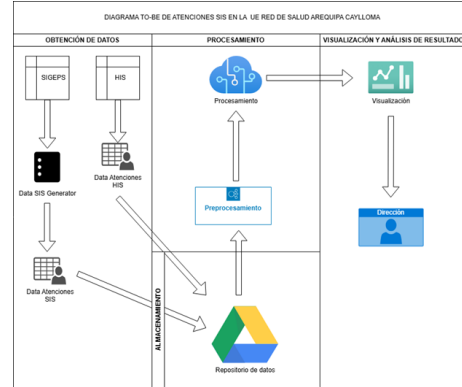 DIAGRAMA TO-BE DE ATENCIONES SIS EN LA UE RED DE SALUD AREQUIPA CAYLLOMA
OBTENCIÓN DE DATOS
PROCESAMIENTO
VISUALIZACIÓN Y ANÁLISIS DE RESULTADO
SIGEPS
HIS
Procesamiento
Visualización
Data SIS Generator
Data Atenciones
HIS
Preprocesamiento
Dirección
Data Atenciones
SIS
ALMACENAMIENTO
Repositorio de datos